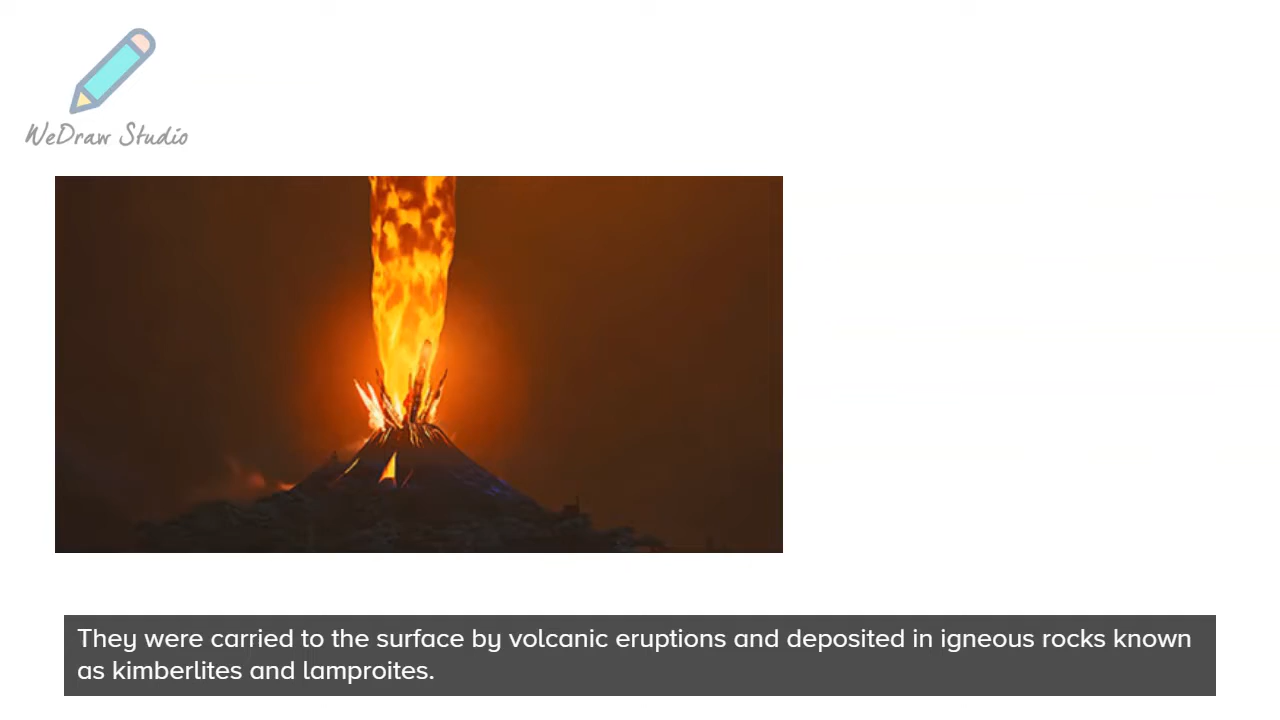 WeDraw Studio
They were carried to the surface by volcanic eruptions and deposited in igneous rocks known
as kimberlites and lamproites.